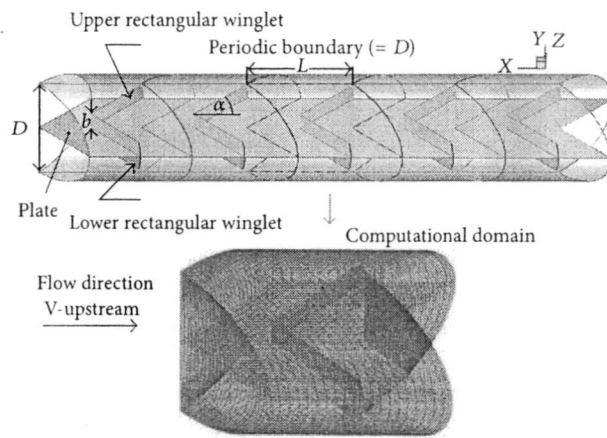 Upper rectangular winglet
Periodic boundary (= D)
Y
Z
X
L
α
D
b
Plate
Lower rectangular winglet
Computational domain
Flow direction
V-upstream